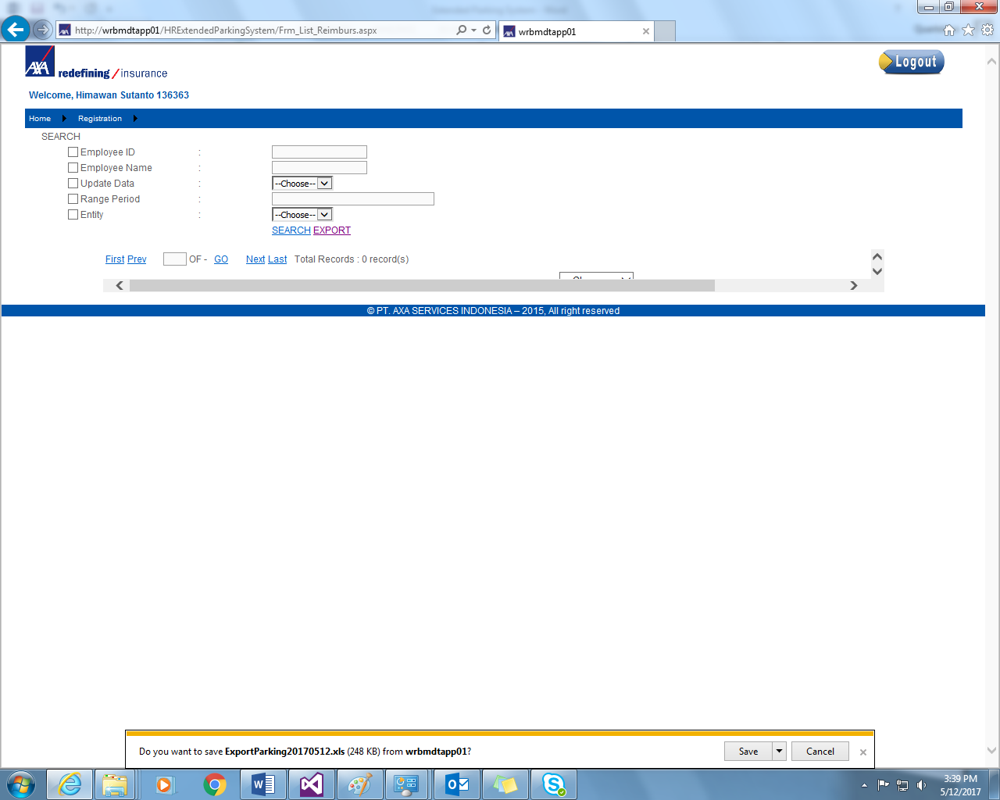 http://wrbmdtapp01/HRExtendedParkingSystem/Frm_List_Reimburs.aspx
wrbmdtapp01
AXA redefining / insurance
Logout
Welcome, Himawan Sutanto 136363
Home Registration
SEARCH
Employee ID :
Employee Name :
Update Data : --Choose--
Range Period :
Entity : --Choose--
SEARCH EXPORT
First Prev OF - GO Next Last Total Records : 0 record(s)
© PT. AXA SERVICES INDONESIA – 2015, All right reserved
Do you want to save ExportParking20170512.xls (248 KB) from wrbmdtapp01?
Save Cancel
3:39 PM
5/12/2017